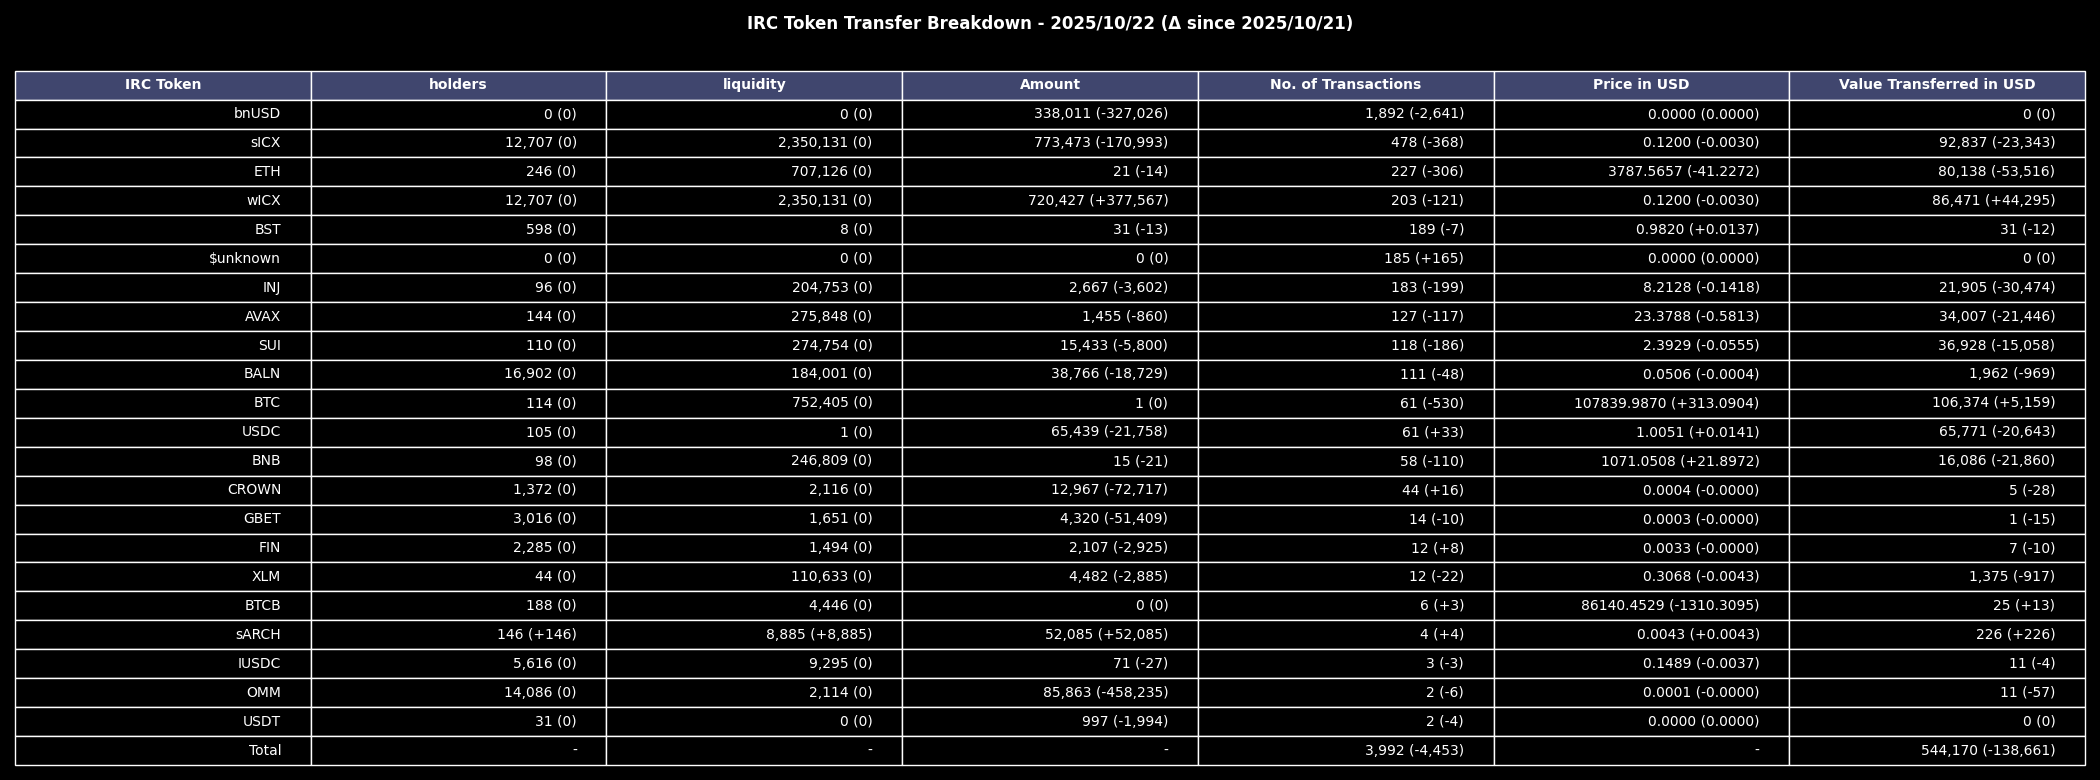 IRC Token Transfer Breakdown - 2025/10/22 (Δ since 2025/10/21)
IRC Token holders liquidity Amount No. of Transactions Price in USD Value Transferred in USD
bnUSD 0 (0) 0 (0) 338,011 (-327,026) 1,892 (-2,641) 0.0000 (0.0000) 0 (0)
sICX 12,707 (0) 2,350,131 (0) 773,473 (-170,993) 478 (-368) 0.1200 (-0.0030) 92,837 (-23,343)
ETH 246 (0) 707,126 (0) 21 (-14) 227 (-306) 3787.5657 (-41.2272) 80,138 (-53,516)
wICX 12,707 (0) 2,350,131 (0) 720,427 (+377,567) 203 (-121) 0.1200 (-0.0030) 86,471 (+44,295)
BST 598 (0) 8 (0) 31 (-13) 189 (-7) 0.9820 (+0.0137) 31 (-12)
$unknown 0 (0) 0 (0) 0 (0) 185 (+165) 0.0000 (0.0000) 0 (0)
INJ 96 (0) 204,753 (0) 2,667 (-3,602) 183 (-199) 8.2128 (-0.1418) 21,905 (-30,474)
AVAX 144 (0) 275,848 (0) 1,455 (-860) 127 (-117) 23.3788 (-0.5813) 34,007 (-21,446)
SUI 110 (0) 274,754 (0) 15,433 (-5,800) 118 (-186) 2.3929 (-0.0555) 36,928 (-15,058)
BALN 16,902 (0) 184,001 (0) 38,766 (-18,729) 111 (-48) 0.0506 (-0.0004) 1,962 (-969)
BTC 114 (0) 752,405 (0) 1 (0) 61 (-530) 107839.9870 (+313.0904) 106,374 (+5,159)
USDC 105 (0) 1 (0) 65,439 (-21,758) 61 (+33) 1.0051 (+0.0141) 65,771 (-20,643)
BNB 98 (0) 246,809 (0) 15 (-21) 58 (-110) 1071.0508 (+21.8972) 16,086 (-21,860)
CROWN 1,372 (0) 2,116 (0) 12,967 (-72,717) 44 (+16) 0.0004 (-0.0000) 5 (-28)
GBET 3,016 (0) 1,651 (0) 4,320 (-51,409) 14 (-10) 0.0003 (-0.0000) 1 (-15)
FIN 2,285 (0) 1,494 (0) 2,107 (-2,925) 12 (+8) 0.0033 (-0.0000) 7 (-10)
XLM 44 (0) 110,633 (0) 4,482 (-2,885) 12 (-22) 0.3068 (-0.0043) 1,375 (-917)
BTCB 188 (0) 4,446 (0) 0 (0) 6 (+3) 86140.4529 (-1310.3095) 25 (+13)
sARCH 146 (+146) 8,885 (+8,885) 52,085 (+52,085) 4 (+4) 0.0043 (+0.0043) 226 (+226)
IUSDC 5,616 (0) 9,295 (0) 71 (-27) 3 (-3) 0.1489 (-0.0037) 11 (-4)
OMM 14,086 (0) 2,114 (0) 85,863 (-458,235) 2 (-6) 0.0001 (-0.0000) 11 (-57)
USDT 31 (0) 0 (0) 997 (-1,994) 2 (-4) 0.0000 (0.0000) 0 (0)
Total - - - 3,992 (-4,453) - 544,170 (-138,661)